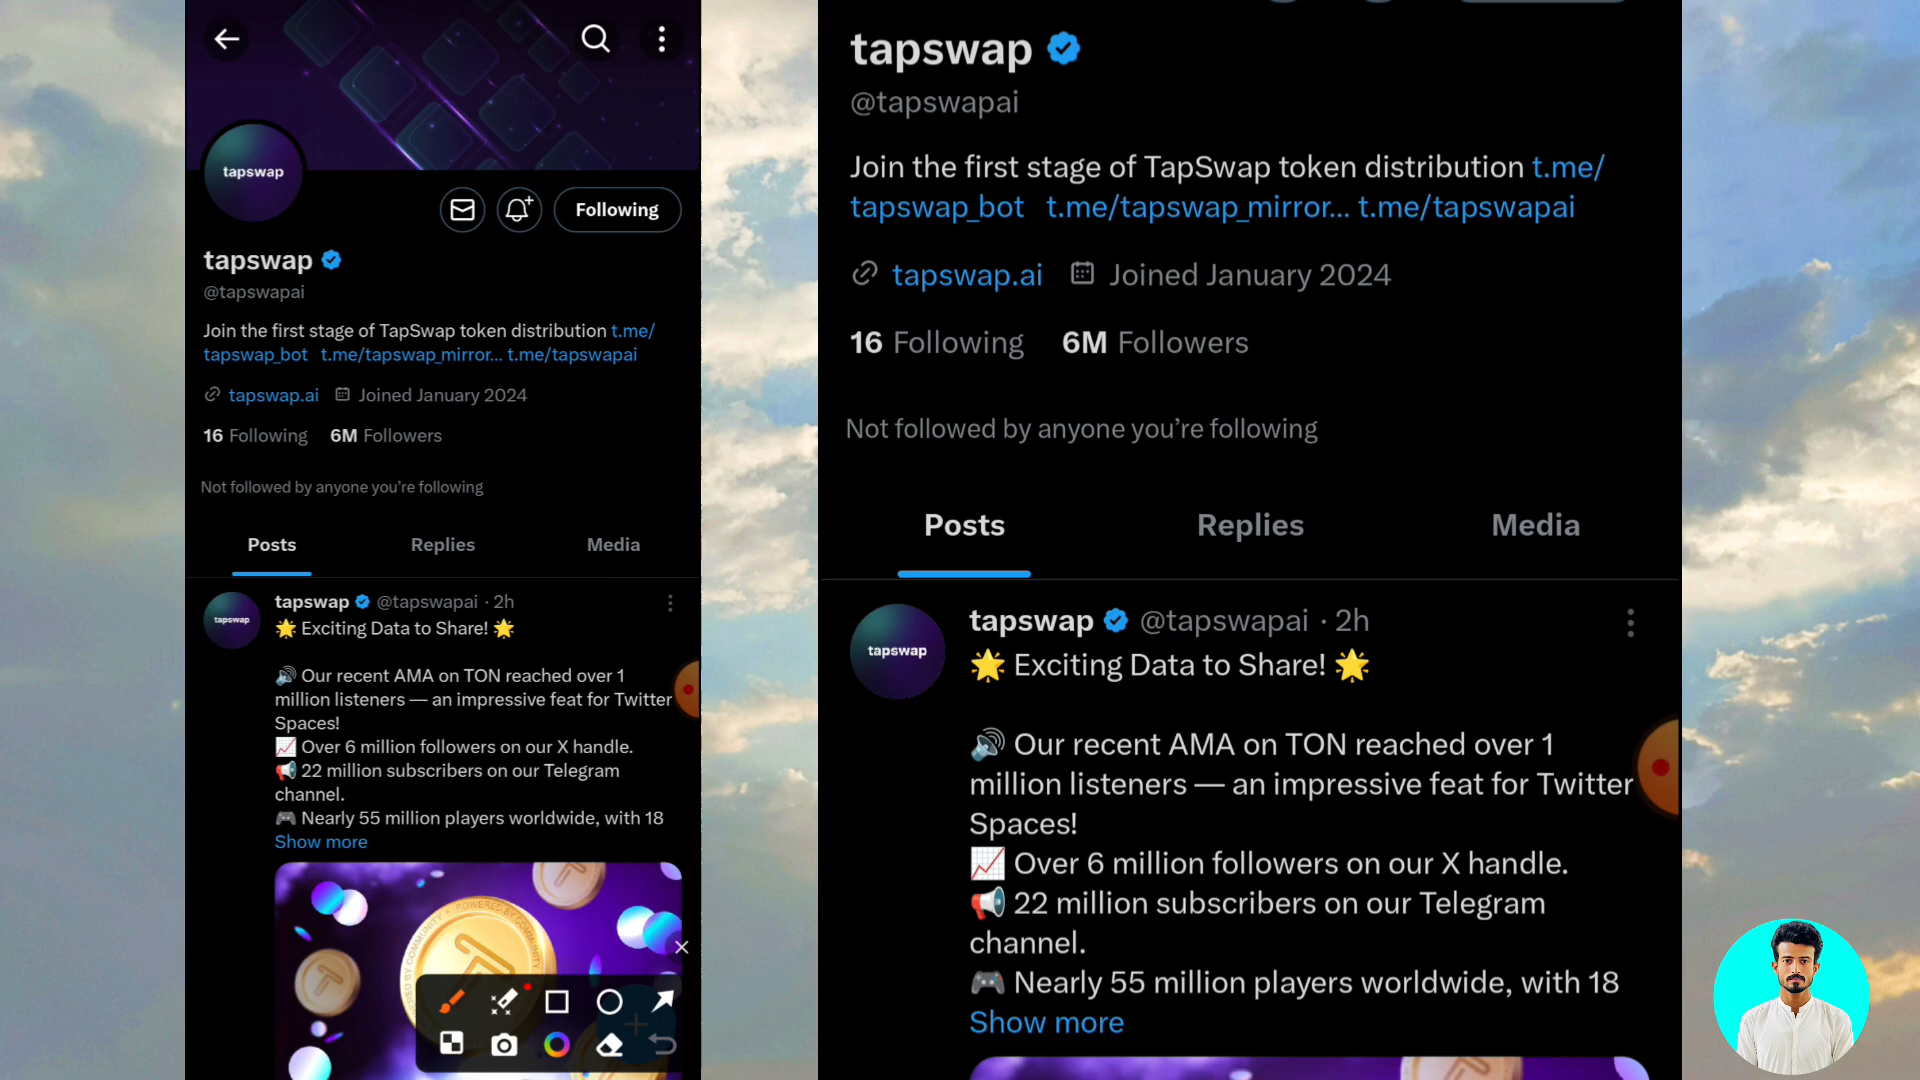 tapswap
Following
tapswap
@tapswapai
Join the first stage of TapSwap token distribution t.me/
tapswap_bot t.me/tapswap_mirror... t.me/tapswapai
tapswap.ai Joined January 2024
16 Following 6M Followers
Not followed by anyone you're following
Posts Replies Media
tapswap
tapswap @tapswapai · 2h
🌟 Exciting Data to Share! 🌟
🔊 Our recent AMA on TON reached over 1
million listeners — an impressive feat for Twitter
Spaces!
📈 Over 6 million followers on our X handle.
📢 22 million subscribers on our Telegram
channel.
🎮 Nearly 55 million players worldwide, with 18
Show more
POWERED BY COMMUNITY
tapswap
@tapswapai
Join the first stage of TapSwap token distribution t.me/
tapswap_bot t.me/tapswap_mirror... t.me/tapswapai
tapswap.ai Joined January 2024
16 Following 6M Followers
Not followed by anyone you're following
Posts Replies Media
tapswap
tapswap @tapswapai · 2h
🌟 Exciting Data to Share! 🌟
🔊 Our recent AMA on TON reached over 1
million listeners — an impressive feat for Twitter
Spaces!
📈 Over 6 million followers on our X handle.
📢 22 million subscribers on our Telegram
channel.
🎮 Nearly 55 million players worldwide, with 18
Show more